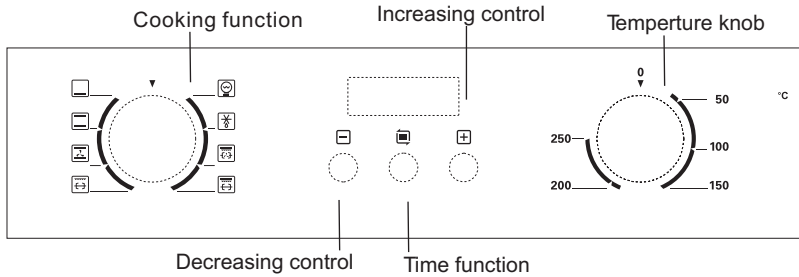 Cooking function
Increasing control
Temperture knob
0
50
°C
100
150
200
250
Decreasing control
Time function